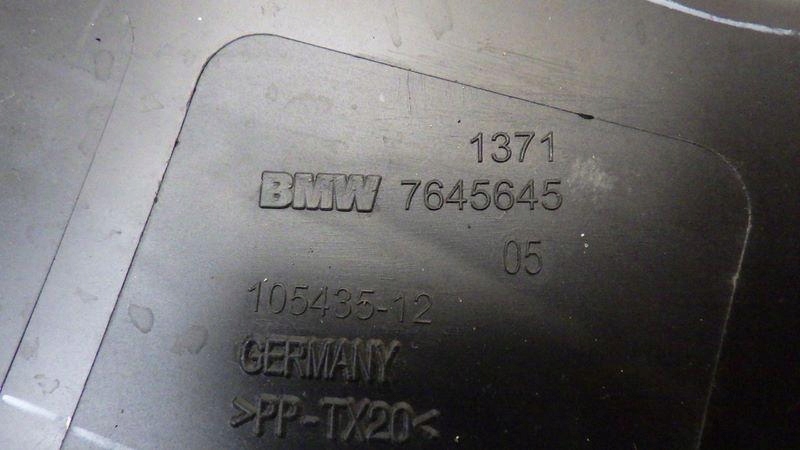 1371
BMW 7645645
05
105435-12
GERMANY
>PP-TX20<